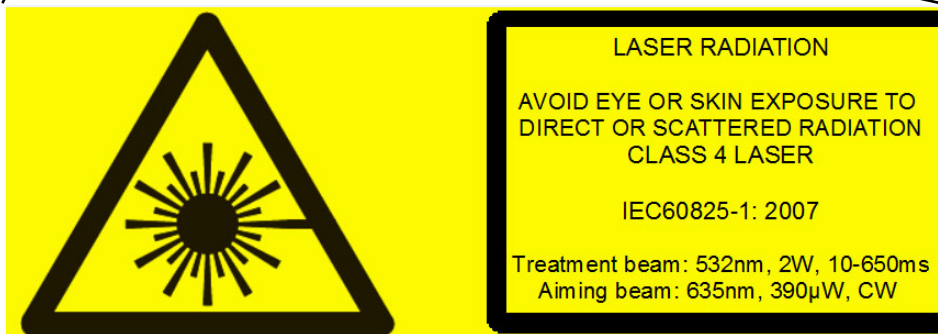 LASER RADIATION
AVOID EYE OR SKIN EXPOSURE TO
DIRECT OR SCATTERED RADIATION
CLASS 4 LASER
IEC60825-1: 2007
Treatment beam: 532nm, 2W, 10-650ms
Aiming beam: 635nm, 390µW, CW